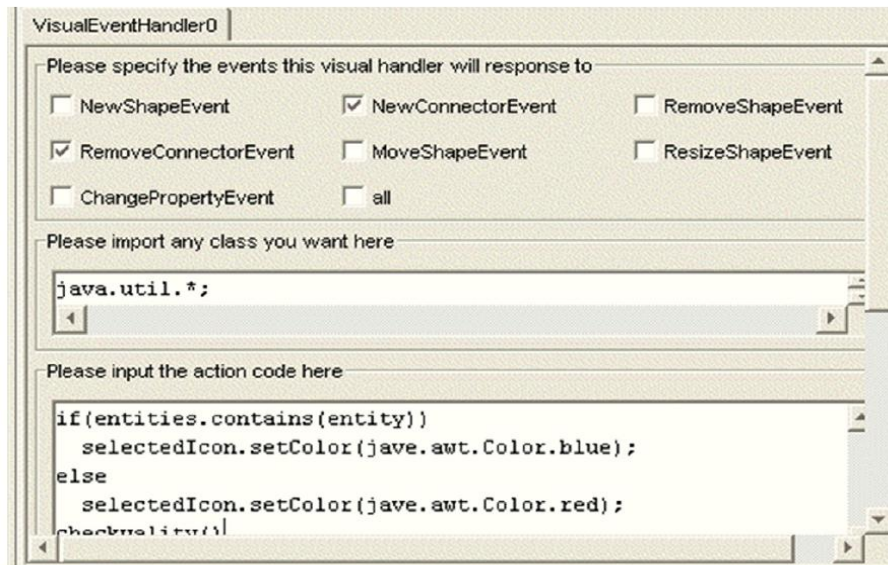 VisualEventHandler0
Please specify the events this visual handler will response to
NewShapeEvent NewConnectorEvent RemoveShapeEvent
RemoveConnectorEvent MoveShapeEvent ResizeShapeEvent
ChangePropertyEvent all
Please import any class you want here
java.util.*;
Please input the action code here
if(entities.contains(entity))
selectedIcon.setColor(jave.awt.Color.blue);
else
selectedIcon.setColor(jave.awt.Color.red);